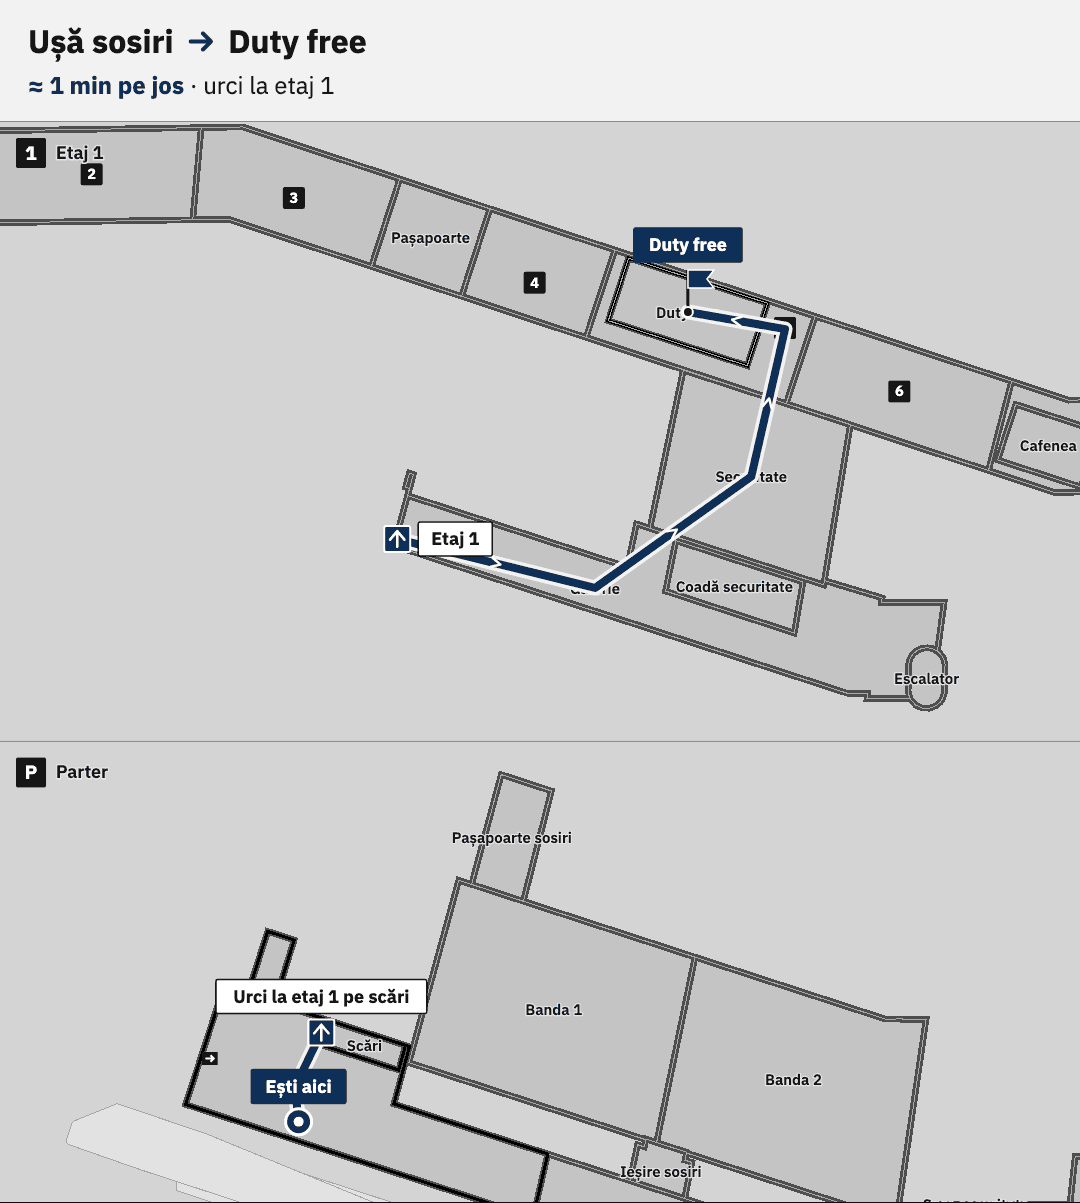 Ușă sosiri → Duty free
≈ 1 min pe jos · urci la etaj 1
1 Etaj 1
2
3
Pașapoarte
4
Duty free
6
Cafenea
Securitate
Etaj 1
Coadă securitate
Escalator
P Parter
Pașapoarte sosiri
Urci la etaj 1 pe scări
Banda 1
Scări
Banda 2
Ești aici
Ieșire sosiri